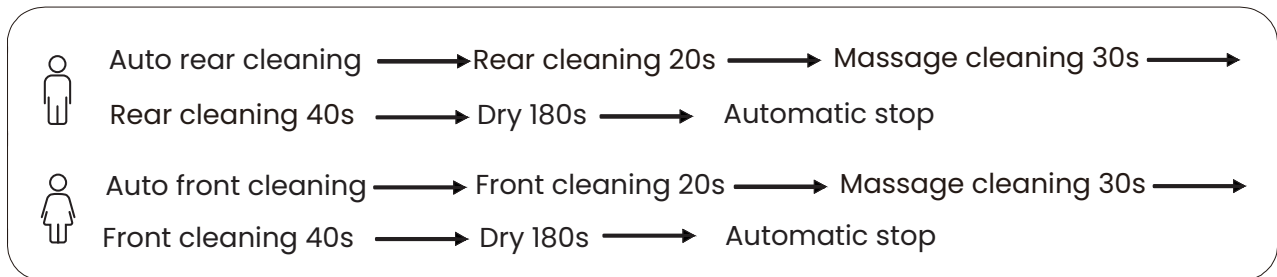 Auto rear cleaning Rear cleaning 20s Massage cleaning 30s
Rear cleaning 40s Dry 180s Automatic stop
Auto front cleaning Front cleaning 20s Massage cleaning 30s
Front cleaning 40s Dry 180s Automatic stop